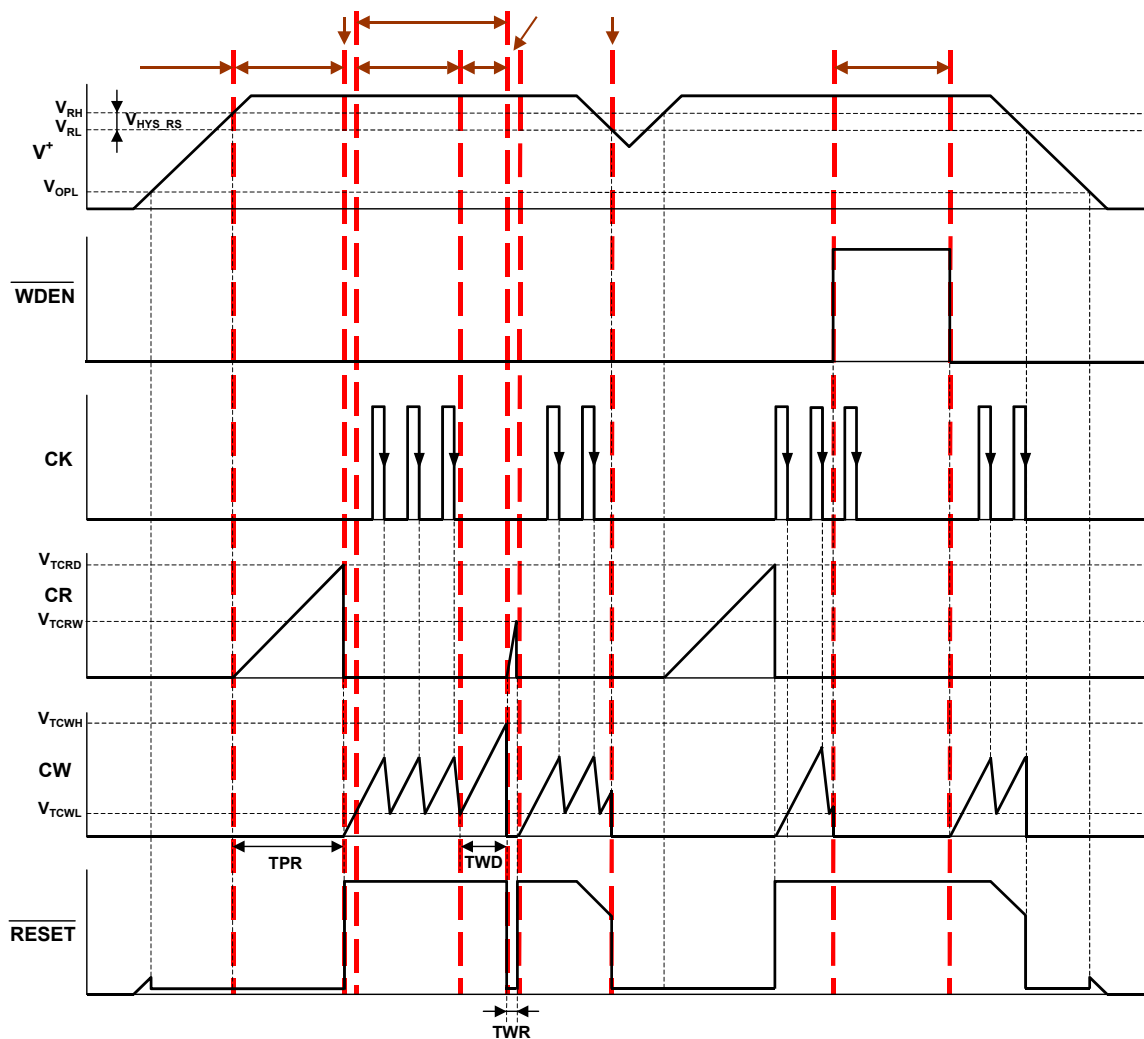 VRH
VHYS_RS
VRL
V+
VOPL
WDEN
CK
VTCRD
CR
VTCRW
VTCWH
CW
VTCWL
TPR
TWD
RESET
TWR